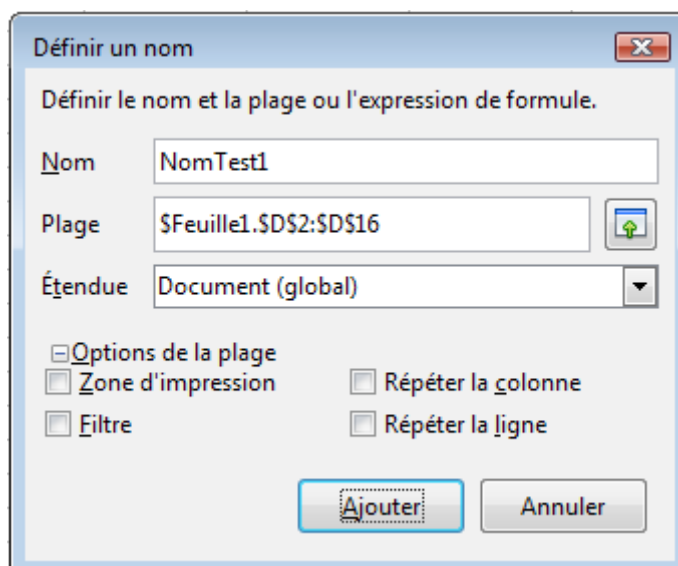 Définir un nom
Définir le nom et la plage ou l'expression de formule.
Nom NomTest1
Plage $Feuille1.$D$2:$D$16
Étendue Document (global)
Options de la plage
Zone d'impression Répéter la colonne
Filtre Répéter la ligne
Ajouter Annuler